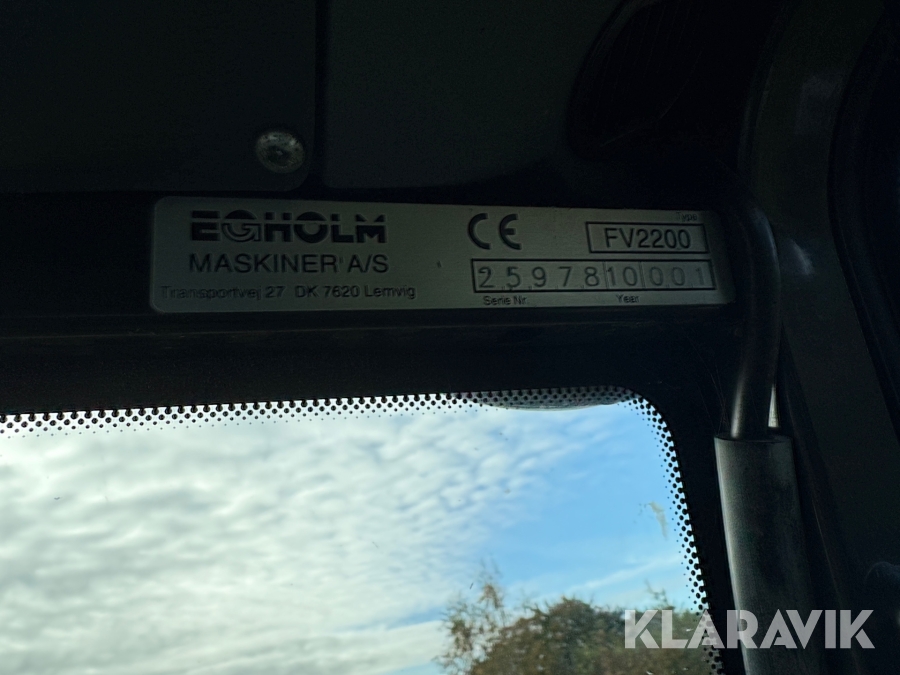 EGHOLM
MASKINER A/S
Transportvej 27 DK 7620 Lemvig
CE
Type
FV2200
2597810001
Serie Nr.
Year
KLARAVIK